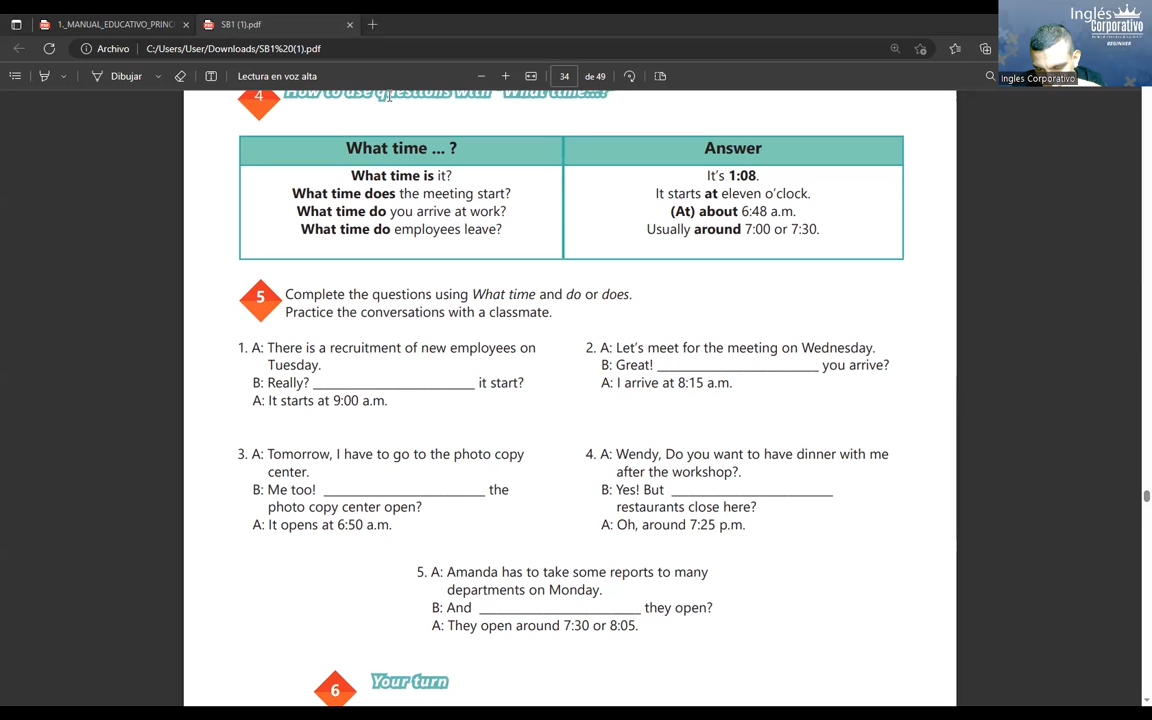 1._MANUAL_EDUCATIVO_PRINC
SB1 (1).pdf
Archivo
C:/Users/User/Downloads/SB1%20(1).pdf
Dibujar
Lectura en voz alta
34
de 49
Inglés
Corporativo
BEGINNER
Ingles Corporativo
4
How to use questions with "What time...?
What time ... ?
Answer
What time is it?
It's 1:08.
What time does the meeting start?
It starts at eleven o'clock.
What time do you arrive at work?
(At) about 6:48 a.m.
What time do employees leave?
Usually around 7:00 or 7:30.
5
Complete the questions using What time and do or does.
Practice the conversations with a classmate.
1. A: There is a recruitment of new employees on
Tuesday.
B: Really? ______________________ it start?
A: It starts at 9:00 a.m.
2. A: Let's meet for the meeting on Wednesday.
B: Great! ______________________ you arrive?
A: I arrive at 8:15 a.m.
3. A: Tomorrow, I have to go to the photo copy
center.
B: Me too! ______________________ the
photo copy center open?
A: It opens at 6:50 a.m.
4. A: Wendy, Do you want to have dinner with me
after the workshop?.
B: Yes! But ______________________
restaurants close here?
A: Oh, around 7:25 p.m.
5. A: Amanda has to take some reports to many
departments on Monday.
B: And ______________________ they open?
A: They open around 7:30 or 8:05.
6
Your turn